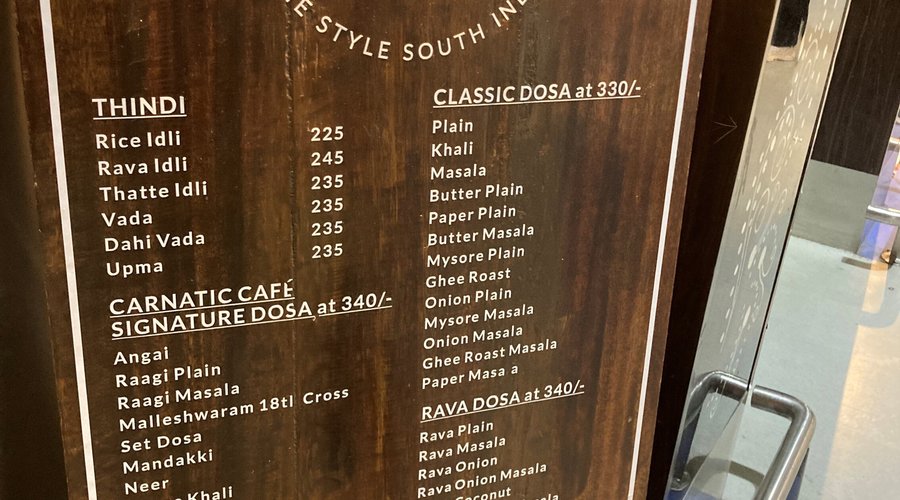 STYLE SOUTH
THINDI
Rice Idli 225
Rava Idli 245
Thatte Idli 235
Vada 235
Dahi Vada 235
Upma 235
CARNATIC CAFÉ
SIGNATURE DOSA at 340/-
Angai
Raagi Plain
Raagi Masala
Malleshwaram 18tl Cross
Set Dosa
Mandakki
Neer
Khali
CLASSIC DOSA at 330/-
Plain
Khali
Masala
Butter Plain
Paper Plain
Butter Masala
Mysore Plain
Ghee Roast
Onion Plain
Mysore Masala
Onion Masala
Ghee Roast Masala
Paper Masa a
RAVA DOSA at 340/-
Rava Plain
Rava Masala
Rava Onion
Rava Onion Masala
Coconut